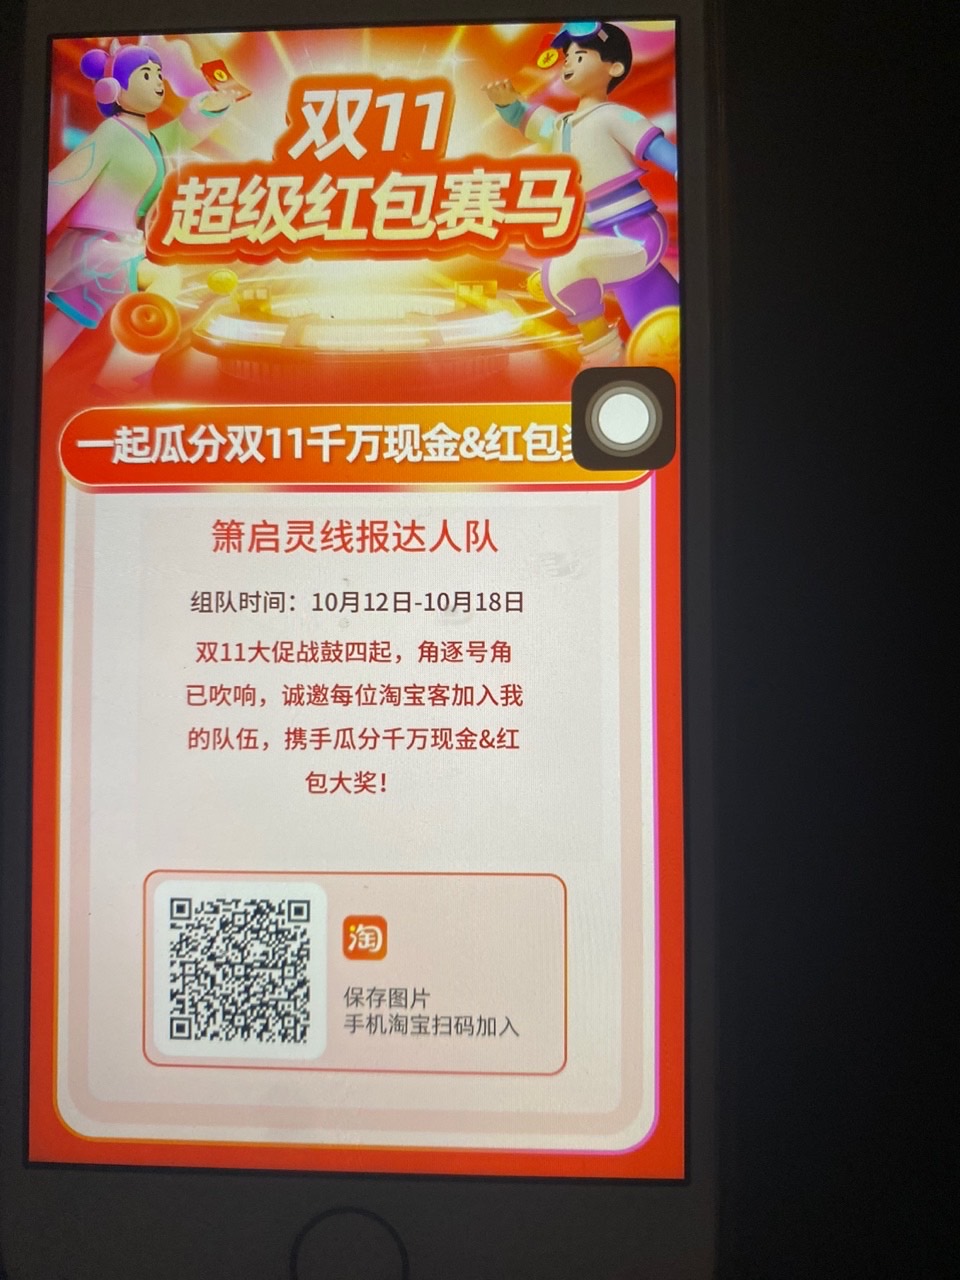 双11
超级红包赛马
一起瓜分双11千万现金&红包
箫启灵线报达人队
组队时间：10月12日-10月18日
双11大促战鼓四起，角逐号角
已吹响，诚邀每位淘宝客加入我
的队伍，携手瓜分千万现金&红
包大奖！
淘
保存图片
手机淘宝扫码加入